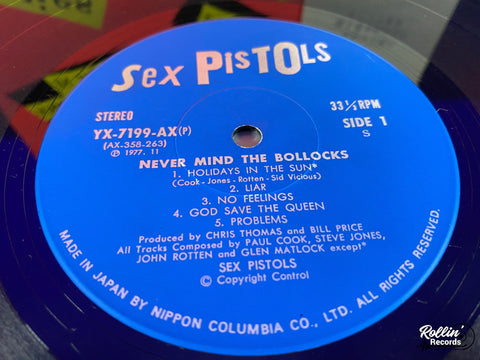 SEX PISTOLS
STEREO
YX-7199-AX(P)
(AX-358-263)
Ⓟ 1977. 11
33 1/3 RPM
SIDE 1
S
NEVER MIND THE BOLLOCKS
1. HOLIDAYS IN THE SUN*
(Cook - Jones - Rotten - Sid Vicious)
2. LIAR
3. NO FEELINGS
4. GOD SAVE THE QUEEN
5. PROBLEMS
Produced by CHRIS THOMAS and BILL PRICE
All Tracks Composed by PAUL COOK, STEVE JONES,
JOHN ROTTEN and GLEN MATLOCK except*
SEX PISTOLS
© Copyright Control
MADE IN JAPAN BY NIPPON COLUMBIA CO., LTD. ALL RIGHTS RESERVED.
Rollin'
Records